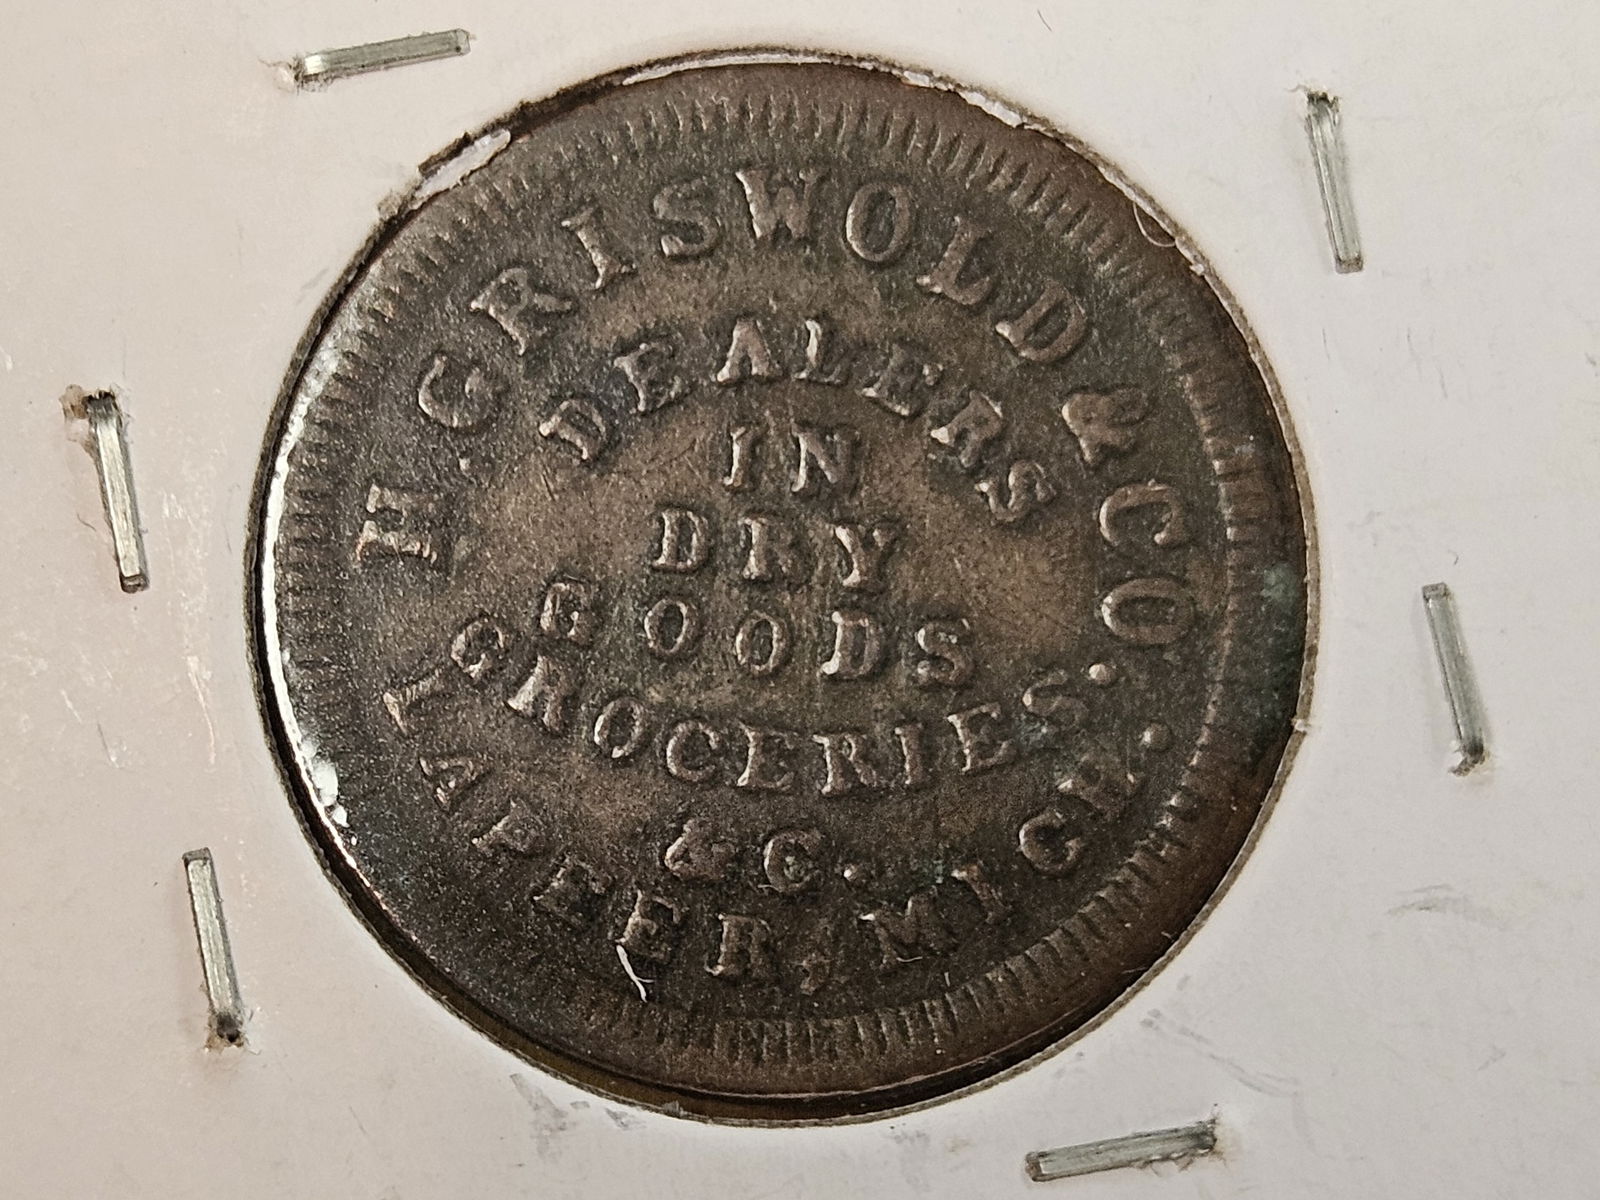 H. GRISWOLD & CO.
DEALERS
IN
DRY
GOODS
GROCERIES.
&C.
LAPEER, MICH.